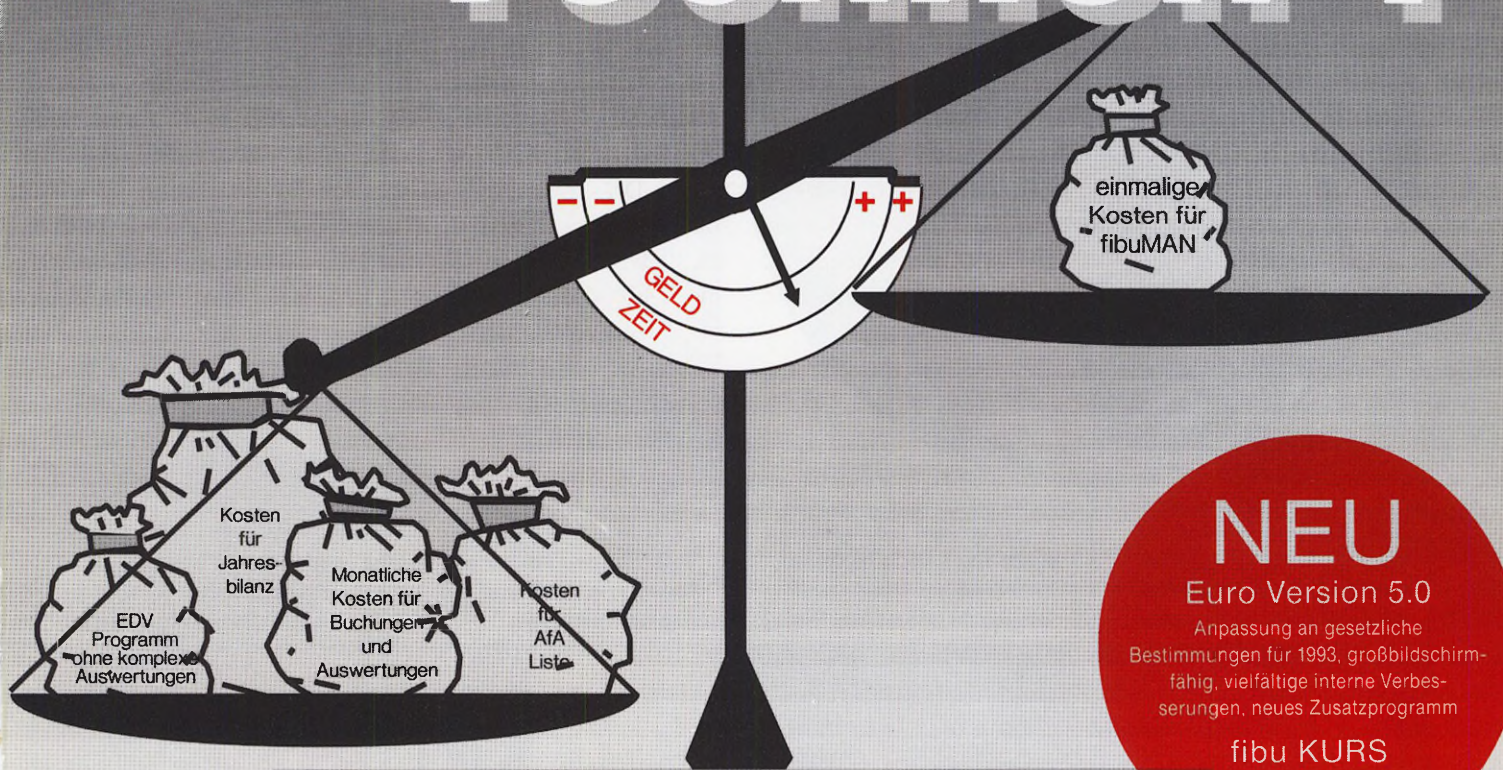 einmalige
Kosten für
fibuMAN
− − + +
GELD
ZEIT
Kosten
für
Jahres-
bilanz
EDV
Programm
ohne komplexe
Auswertungen
Monatliche
Kosten für
Buchungen
und
Auswertungen
Kosten
für
AfA
Liste
NEU
Euro Version 5.0
Anpassung an gesetzliche
Bestimmungen für 1993, großbildschirm-
fähig, vielfältige interne Verbes-
serungen, neues Zusatzprogramm
fibu KURS